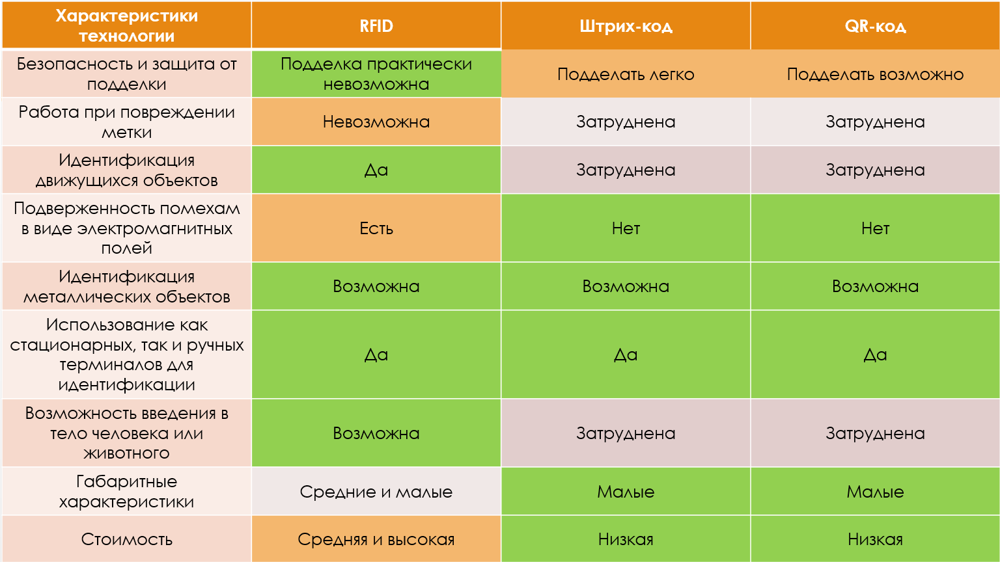 Характеристики
технологии
RFID
Штрих-код
QR-код
Безопасность и защита от
подделки
Подделка практически
невозможна
Подделать легко
Подделать возможно
Работа при повреждении
метки
Невозможна
Затруднена
Затруднена
Идентификация
движущихся объектов
Да
Затруднена
Затруднена
Подверженность помехам
в виде электромагнитных
полей
Есть
Нет
Нет
Идентификация
металлических объектов
Возможна
Возможна
Возможна
Использование как
стационарных, так и ручных
терминалов для
идентификации
Да
Да
Да
Возможность введения в
тело человека или
животного
Возможна
Затруднена
Затруднена
Габаритные
характеристики
Средние и малые
Малые
Малые
Стоимость
Средняя и высокая
Низкая
Низкая